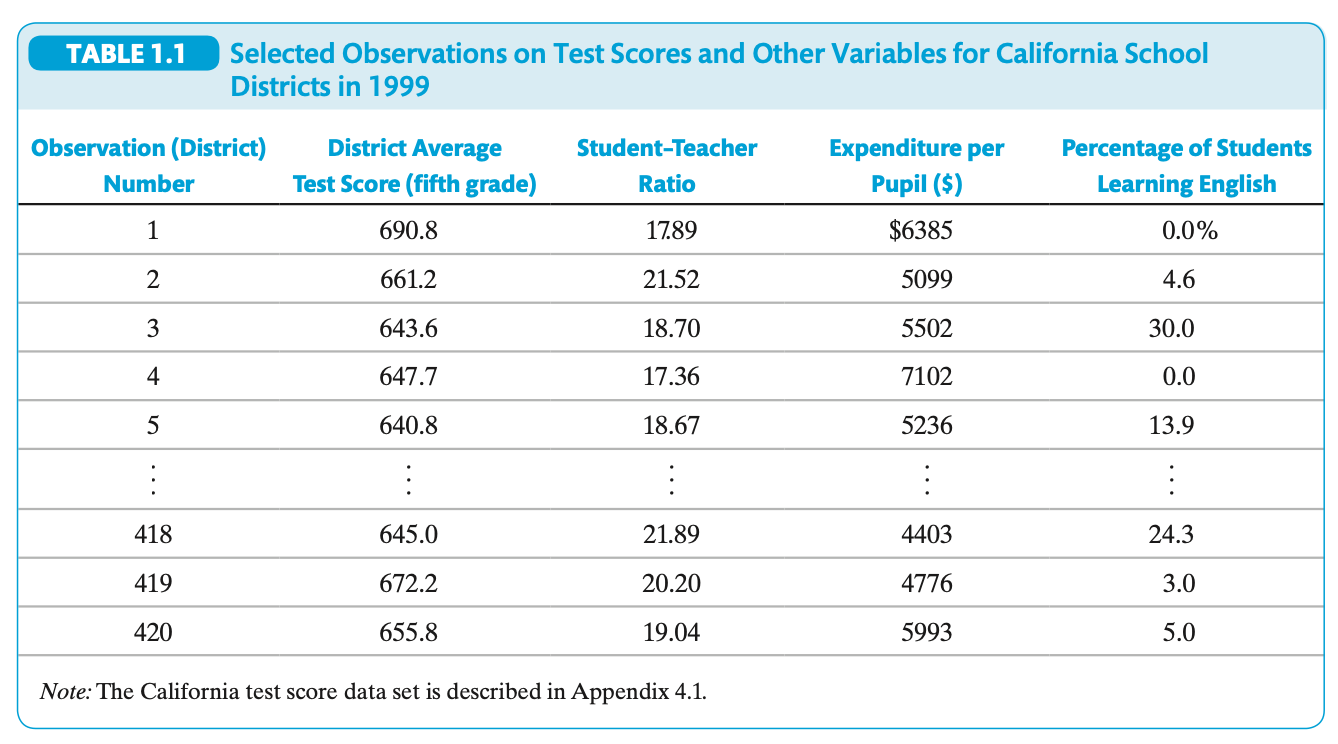 TABLE 1.1 Selected Observations on Test Scores and Other Variables for California School
Districts in 1999
Observation (District) District Average Student–Teacher Expenditure per Percentage of Students
Number Test Score (fifth grade) Ratio Pupil ($) Learning English
1 690.8 17.89 $6385 0.0%
2 661.2 21.52 5099 4.6
3 643.6 18.70 5502 30.0
4 647.7 17.36 7102 0.0
5 640.8 18.67 5236 13.9
⋮ ⋮ ⋮ ⋮ ⋮
418 645.0 21.89 4403 24.3
419 672.2 20.20 4776 3.0
420 655.8 19.04 5993 5.0
Note: The California test score data set is described in Appendix 4.1.